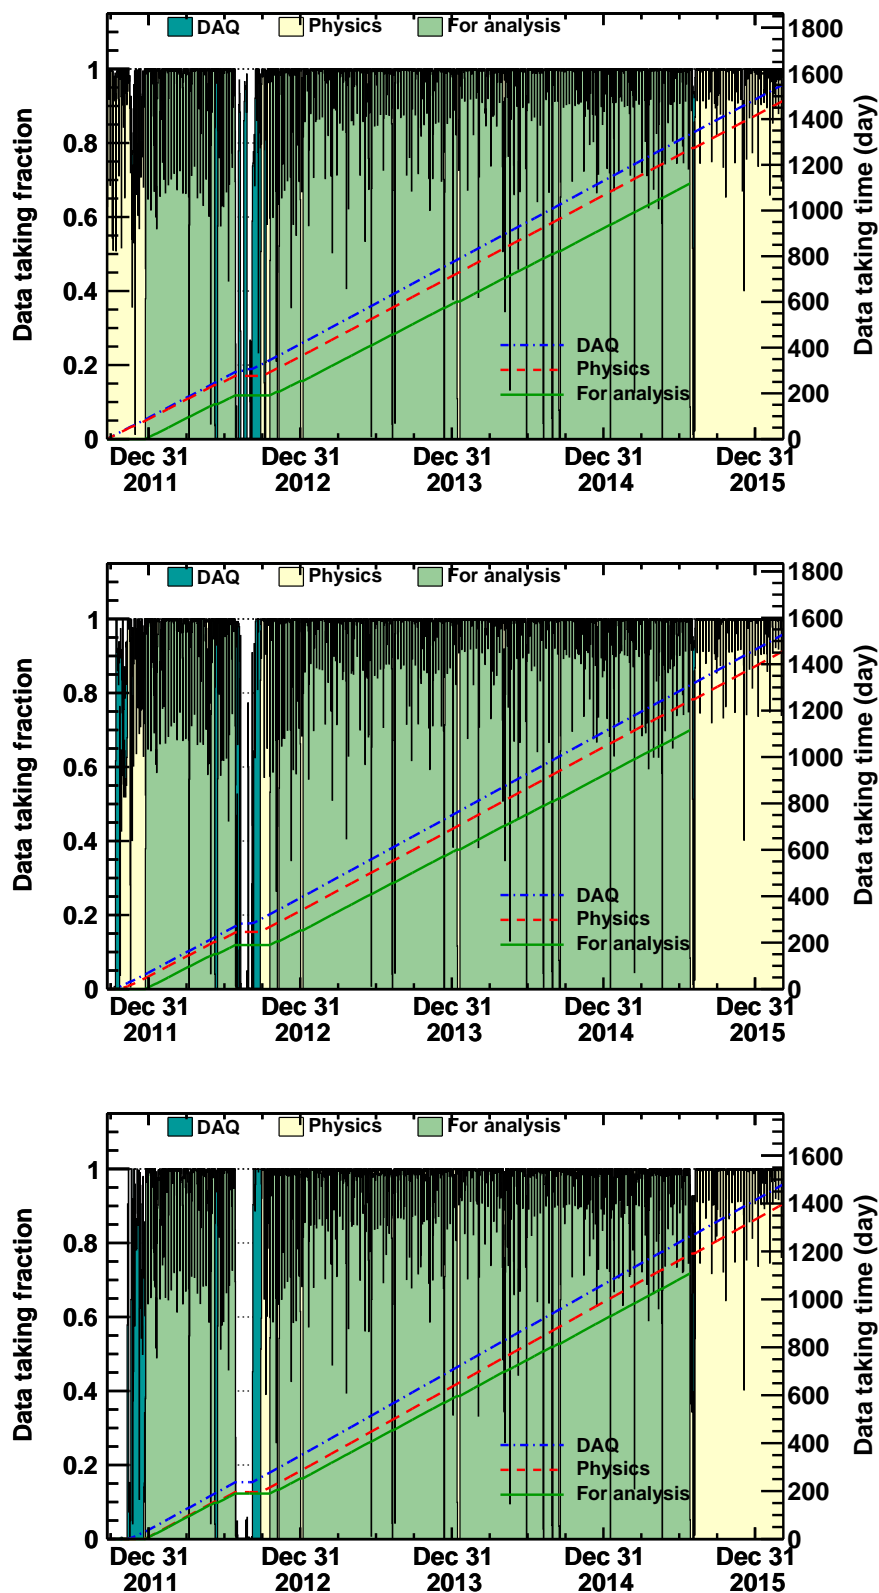 DAQ Physics For analysis
1800
1600
1400
1200
1000
800
600
400
200
0
1
0.8
0.6
0.4
0.2
0
Data taking fraction
Data taking time (day)
DAQ
Physics
For analysis
Dec 31 Dec 31 Dec 31 Dec 31 Dec 31
2011 2012 2013 2014 2015
DAQ Physics For analysis
1800
1600
1400
1200
1000
800
600
400
200
0
1
0.8
0.6
0.4
0.2
0
Data taking fraction
Data taking time (day)
DAQ
Physics
For analysis
Dec 31 Dec 31 Dec 31 Dec 31 Dec 31
2011 2012 2013 2014 2015
DAQ Physics For analysis
1600
1400
1200
1000
800
600
400
200
0
1
0.8
0.6
0.4
0.2
0
Data taking fraction
Data taking time (day)
DAQ
Physics
For analysis
Dec 31 Dec 31 Dec 31 Dec 31 Dec 31
2011 2012 2013 2014 2015